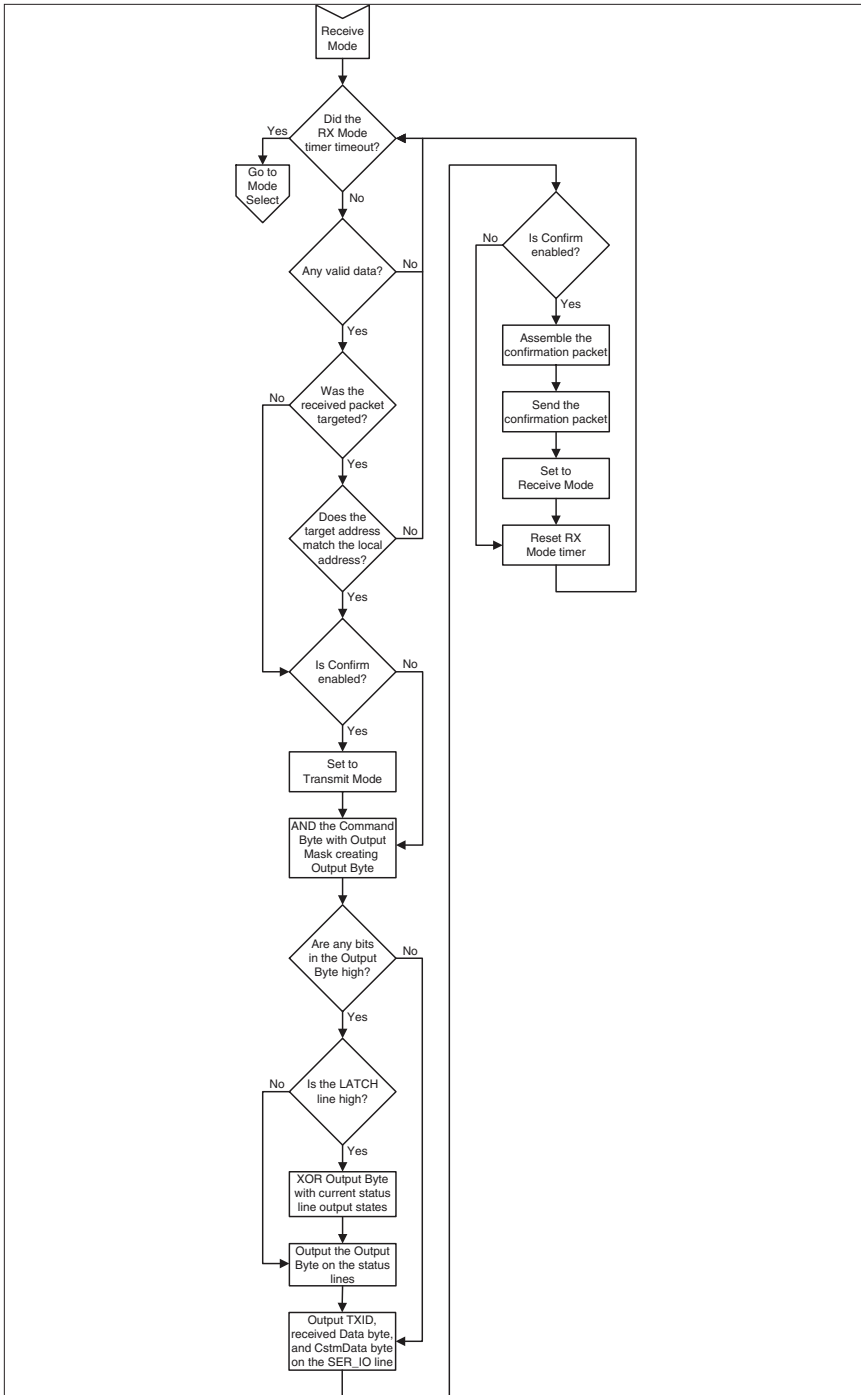 Receive
Mode
Did the
RX Mode
timer timeout?
Yes
Go to
Mode
Select
No
Any valid data?
No
Yes
Was the
received packet
targeted?
No
Yes
Does the
target address
match the local
address?
No
Yes
Is Confirm
enabled?
No
Yes
Set to
Transmit Mode
AND the Command
Byte with Output
Mask creating
Output Byte
Are any bits
in the Output
Byte high?
No
Yes
Is the LATCH
line high?
No
Yes
XOR Output Byte
with current status
line output states
Output the Output
Byte on the status
lines
Output TXID,
received Data byte,
and CstmData byte
on the SER_IO line
Is Confirm
enabled?
No
Yes
Assemble the
confirmation packet
Send the
confirmation packet
Set to
Receive Mode
Reset RX
Mode timer